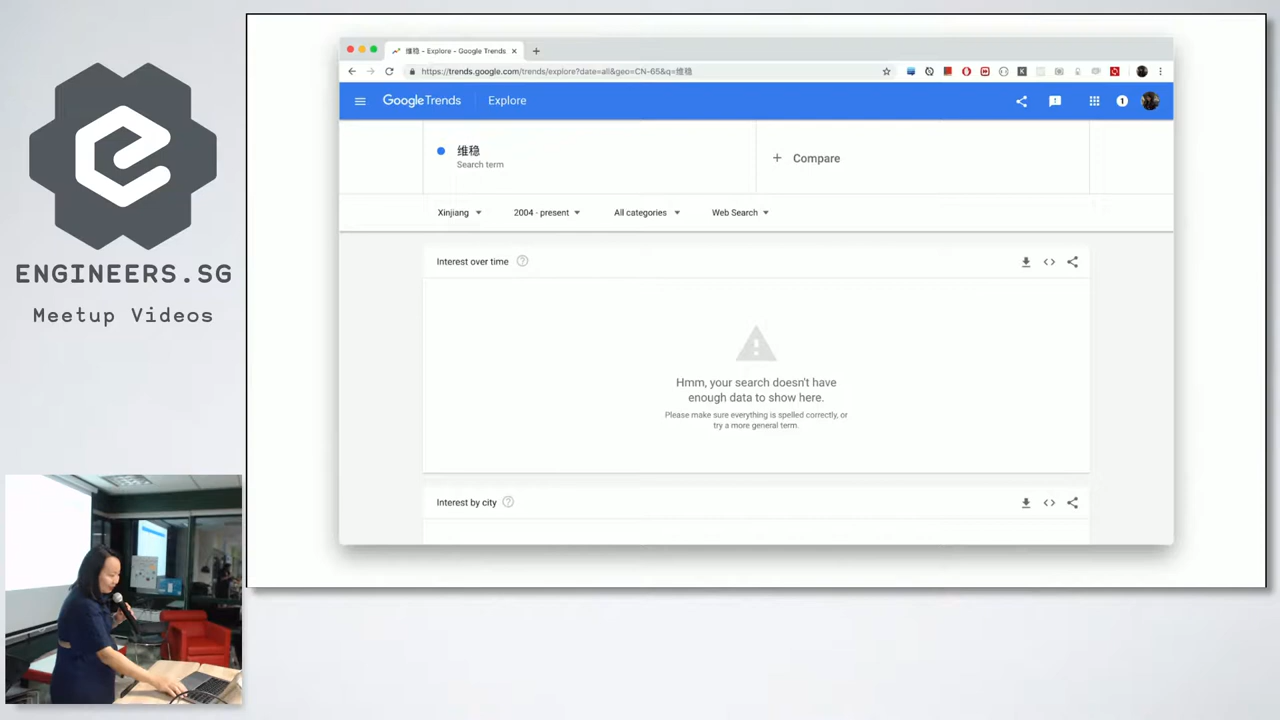 ENGINEERS.SG
Meetup Videos
维稳 - Explore - Google Trends
https://trends.google.com/trends/explore?date=all&geo=CN-65&q=维稳
Google Trends
Explore
1
维稳
Search term
+ Compare
Xinjiang
2004 - present
All categories
Web Search
Interest over time
Hmm, your search doesn't have
enough data to show here.
Please make sure everything is spelled correctly, or
try a more general term.
Interest by city